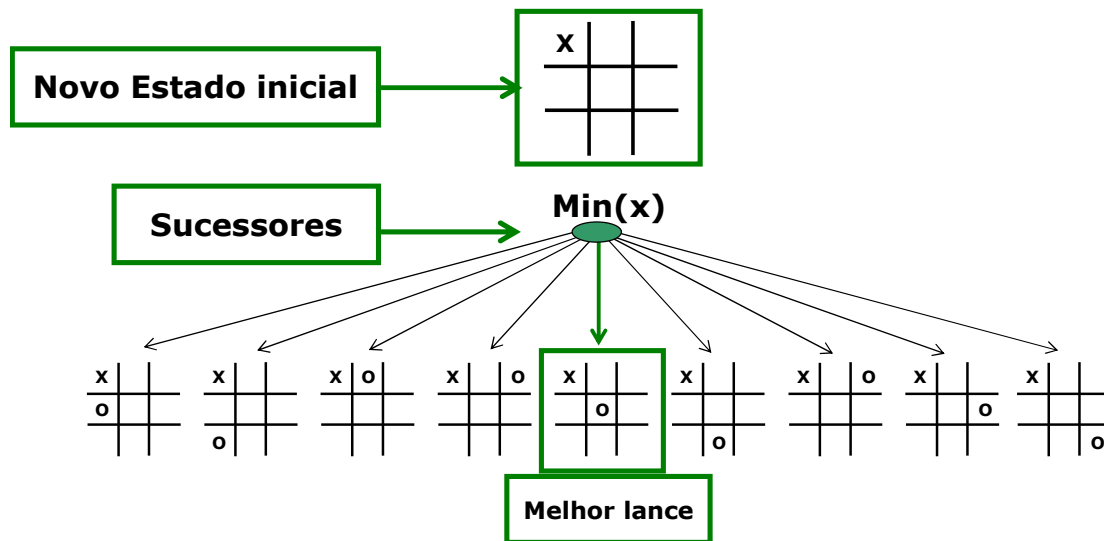 X
Novo Estado inicial
Min(x)
Sucessores
X X X O X O X X X O X X
O O O
O O O
Melhor lance